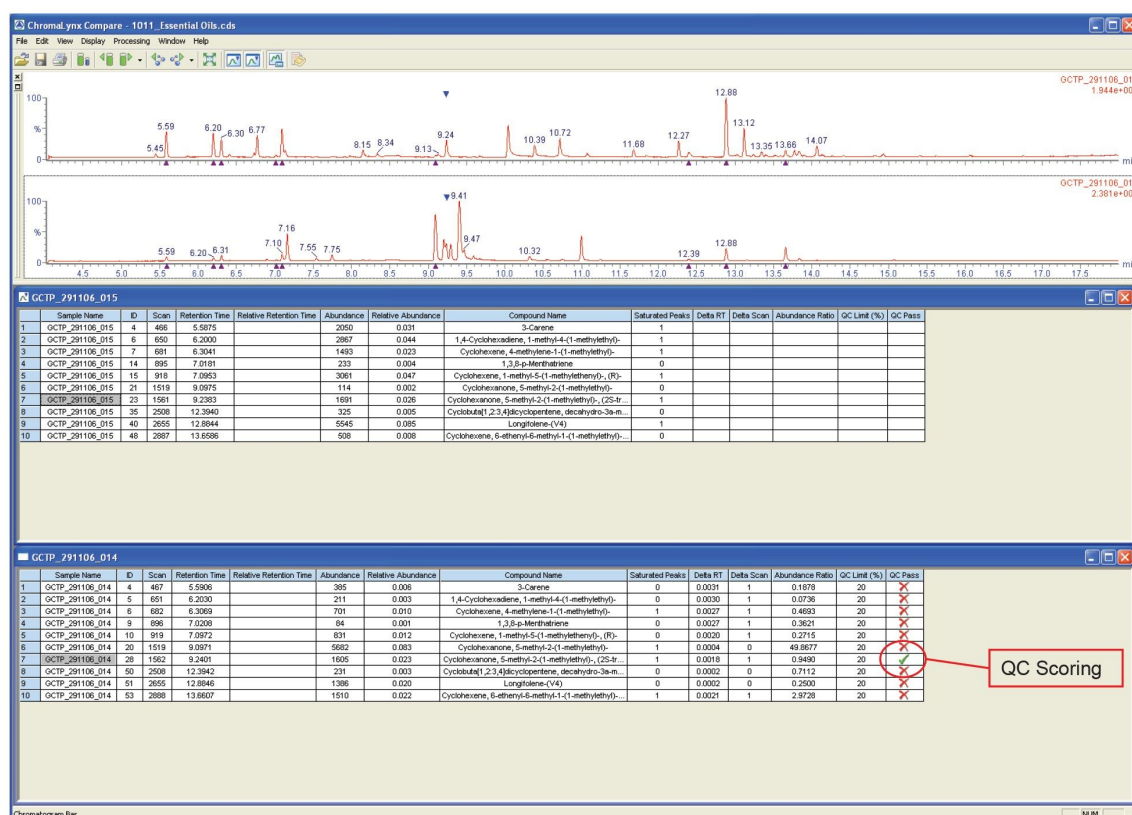 ChromaLynx Compare - 1011_Essential Oils.cds
File Edit View Display Processing Window Help
GCTP_291106_01
1.944e+00
100
%
0
5.45 5.59 6.20 6.30 6.77 8.15 8.34 9.13 9.24 10.39 10.72 11.68 12.27 12.88 13.12 13.35 13.66 14.07
GCTP_291106_01
2.381e+00
100
%
0
5.59 6.20 6.31 7.10 7.16 7.55 7.75 9.41 9.47 10.32 12.39 12.88
4.5 5.0 5.5 6.0 6.5 7.0 7.5 8.0 8.5 9.0 9.5 10.0 10.5 11.0 11.5 12.0 12.5 13.0 13.5 14.0 14.5 15.0 15.5 16.0 16.5 17.0 17.5
GCTP_291106_015
Sample Name ID Scan Retention Time Relative Retention Time Abundance Relative Abundance Compound Name Saturated Peaks Delta RT Delta Scan Abundance Ratio QC Limit (%) QC Pass
1 GCTP_291106_015 4 466 5.5875 2050 0.031 3-Carene 1
2 GCTP_291106_015 6 650 6.2000 2867 0.044 1,4-Cyclohexadiene, 1-methyl-4-(1-methylethyl)- 1
3 GCTP_291106_015 7 681 6.3041 1493 0.023 Cyclohexene, 4-methylene-1-(1-methylethyl)- 1
4 GCTP_291106_015 14 895 7.0181 233 0.004 1,3,8-p-Menthatriene 0
5 GCTP_291106_015 15 918 7.0953 3061 0.047 Cyclohexene, 1-methyl-5-(1-methylethenyl)-, (R)- 1
6 GCTP_291106_015 21 1519 9.0975 114 0.002 Cyclohexanone, 5-methyl-2-(1-methylethyl)- 0
7 GCTP_291106_015 23 1561 9.2383 1691 0.026 Cyclohexanone, 5-methyl-2-(1-methylethyl)-, (2S-tr... 1
8 GCTP_291106_015 35 2508 12.3940 325 0.005 Cyclobuta[1,2:3,4]dicyclopentene, decahydro-3a-m... 0
9 GCTP_291106_015 40 2655 12.8844 5545 0.085 Longifolene-(V4) 1
10 GCTP_291106_015 48 2887 13.6586 508 0.008 Cyclohexene, 6-ethenyl-6-methyl-1-(1-methylethyl)... 0
GCTP_291106_014
Sample Name ID Scan Retention Time Relative Retention Time Abundance Relative Abundance Compound Name Saturated Peaks Delta RT Delta Scan Abundance Ratio QC Limit (%) QC Pass
1 GCTP_291106_014 4 467 5.5906 385 0.006 3-Carene 0 0.0031 1 0.1878 20
2 GCTP_291106_014 5 651 6.2030 211 0.003 1,4-Cyclohexadiene, 1-methyl-4-(1-methylethyl)- 0 0.0030 1 0.0736 20
3 GCTP_291106_014 6 682 6.3069 701 0.010 Cyclohexene, 4-methylene-1-(1-methylethyl)- 1 0.0027 1 0.4693 20
4 GCTP_291106_014 9 896 7.0208 84 0.001 1,3,8-p-Menthatriene 0 0.0027 1 0.3621 20
5 GCTP_291106_014 10 919 7.0972 831 0.012 Cyclohexene, 1-methyl-5-(1-methylethenyl)-, (R)- 1 0.0020 1 0.2715 20
6 GCTP_291106_014 20 1519 9.0971 5682 0.083 Cyclohexanone, 5-methyl-2-(1-methylethyl)- 1 0.0004 0 49.8677 20
7 GCTP_291106_014 28 1562 9.2401 1605 0.023 Cyclohexanone, 5-methyl-2-(1-methylethyl)-, (2S-tr... 1 0.0018 1 0.9490 20
8 GCTP_291106_014 50 2508 12.3942 231 0.003 Cyclobuta[1,2:3,4]dicyclopentene, decahydro-3a-m... 0 0.0002 0 0.7112 20
9 GCTP_291106_014 51 2655 12.8846 1386 0.020 Longifolene-(V4) 1 0.0002 0 0.2500 20
10 GCTP_291106_014 53 2888 13.6607 1510 0.022 Cyclohexene, 6-ethenyl-6-methyl-1-(1-methylethyl)... 1 0.0021 1 2.9728 20
QC Scoring
Chromatogram Bar
NUM